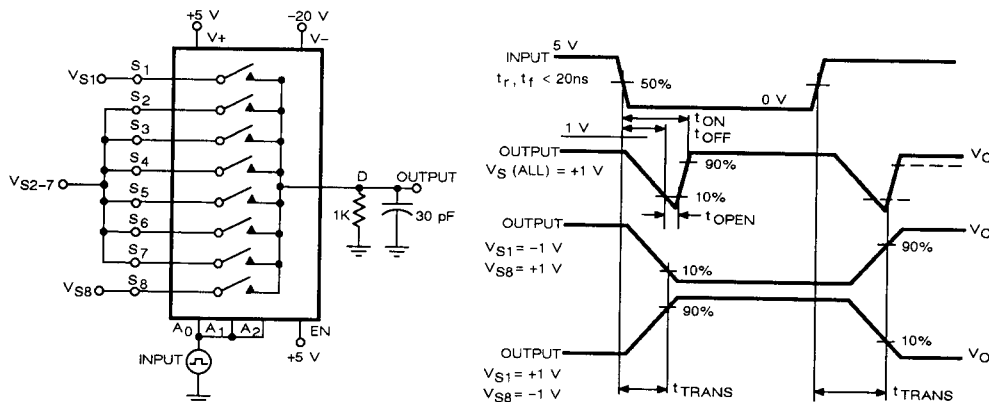 +5 V
-20 V
V+
V-
VS1
S1
S2
S3
S4
S5
S6
S7
S8
VS2-7
VS8
D
OUTPUT
1K
30 pF
A0
A1
A2
EN
+5 V
INPUT
INPUT
5 V
tr, tf < 20ns
50%
0 V
tON
tOFF
1 V
OUTPUT
VS (ALL) = +1 V
90%
10%
tOPEN
VO
OUTPUT
VS1 = -1 V
VS8 = +1 V
10%
90%
VO
90%
10%
OUTPUT
VS1 = +1 V
VS8 = -1 V
VO
tTRANS
tTRANS